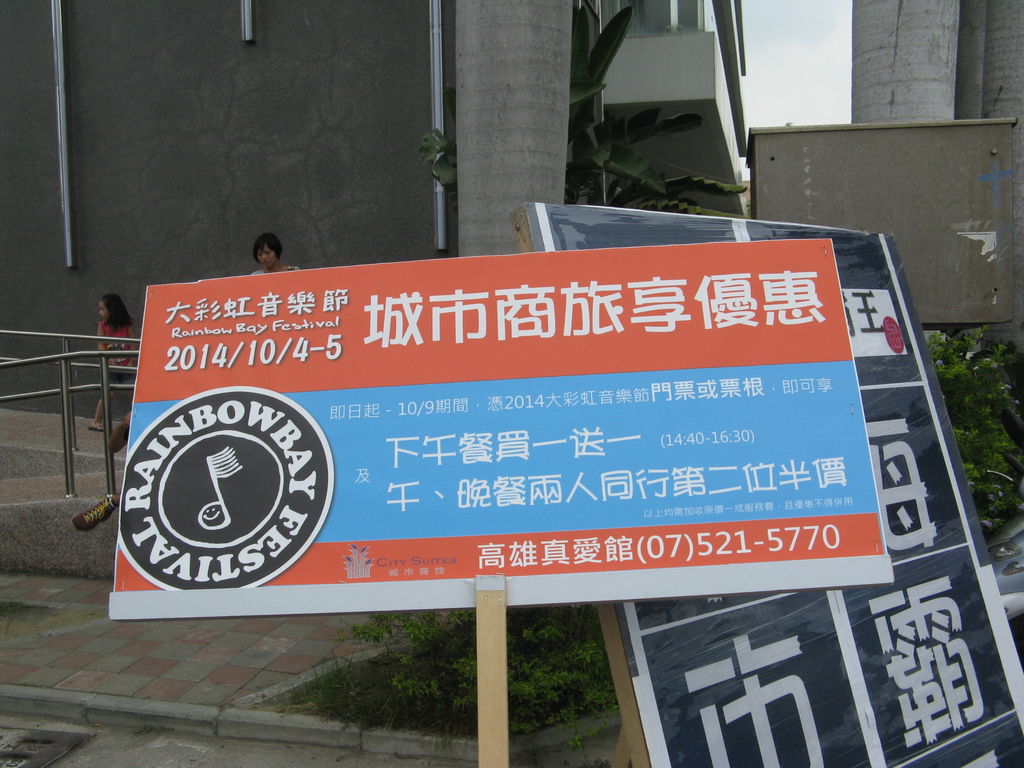 大彩虹音樂節
Rainbow Bay Festival
2014/10/4-5
城市商旅享優惠
RAINBOWBAY FESTIVAL
即日起 - 10/9期間，憑2014大彩虹音樂節門票或票根，即可享
下午餐買一送一 (14:40-16:30)
及
午、晚餐兩人同行第二位半價
以上均需加收原價一成服務費，且優惠不得併用
CITY SUITES
城市商旅
高雄真愛館(07)521-5770
狂
母
霸
市